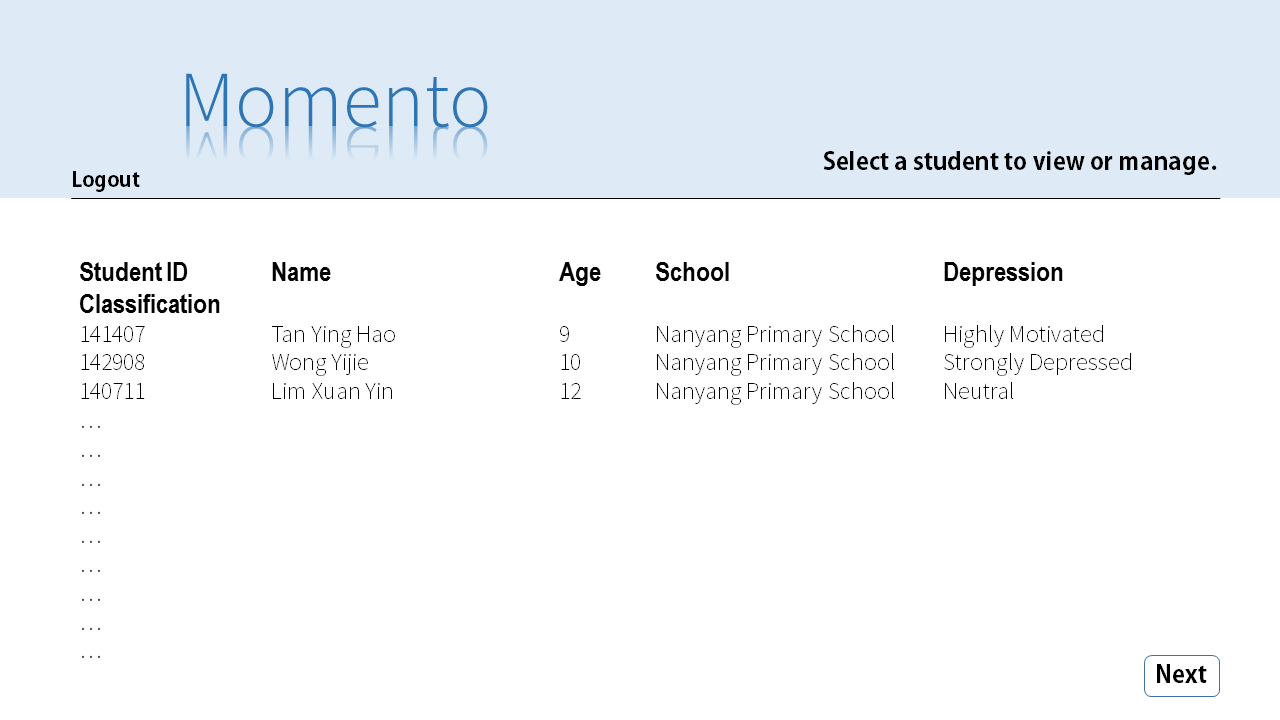 Momento
Logout
Select a student to view or manage.
Student ID Name Age School Depression
Classification
141407 Tan Ying Hao 9 Nanyang Primary School Highly Motivated
142908 Wong Yijie 10 Nanyang Primary School Strongly Depressed
140711 Lim Xuan Yin 12 Nanyang Primary School Neutral
…
…
…
…
…
…
…
…
…
Next